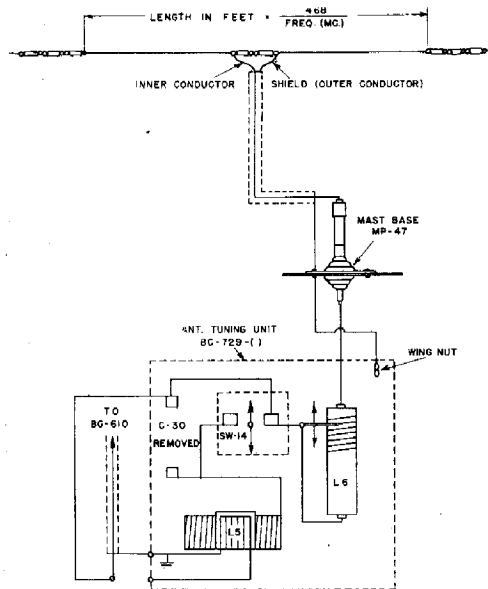 LENGTH IN FEET = 468
FREQ. (MC.)
INNER CONDUCTOR
SHIELD (OUTER CONDUCTOR)
MAST BASE
MP-47
ANT. TUNING UNIT
BC-729-( )
WING NUT
TO
BC-610
C-30
REMOVED
SW-14
L6
L5